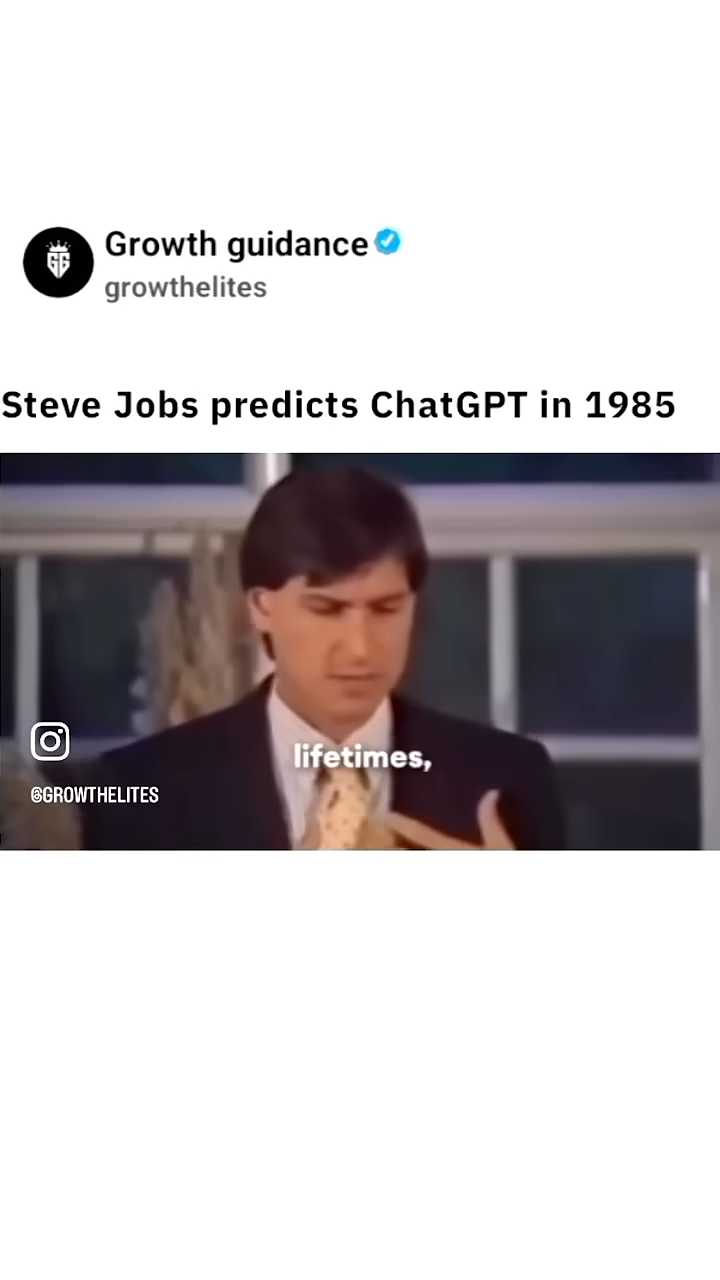 Growth guidance
growthelites
Steve Jobs predicts ChatGPT in 1985
lifetimes,
@GROWTHELITES